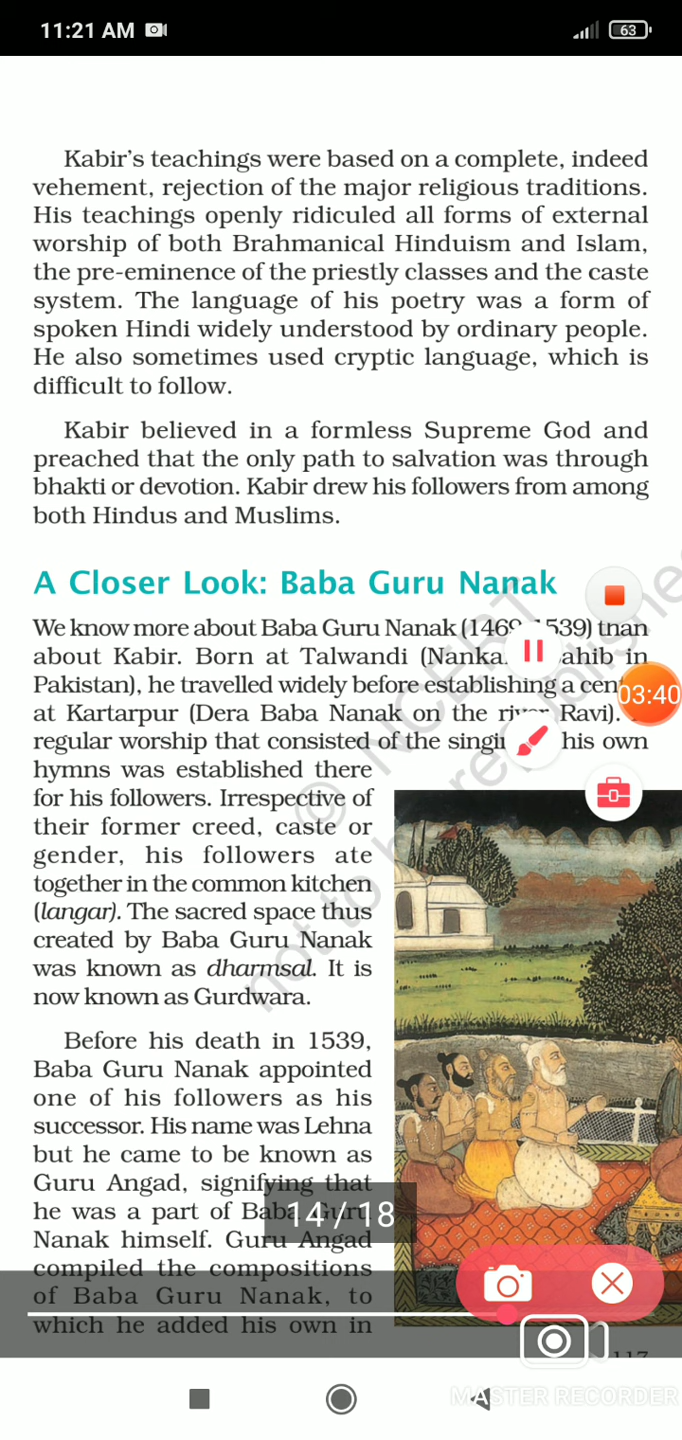 11:21 AM
63
Kabir's teachings were based on a complete, indeed
vehement, rejection of the major religious traditions.
His teachings openly ridiculed all forms of external
worship of both Brahmanical Hinduism and Islam,
the pre-eminence of the priestly classes and the caste
system. The language of his poetry was a form of
spoken Hindi widely understood by ordinary people.
He also sometimes used cryptic language, which is
difficult to follow.
Kabir believed in a formless Supreme God and
preached that the only path to salvation was through
bhakti or devotion. Kabir drew his followers from among
both Hindus and Muslims.
A Closer Look: Baba Guru Nanak
We know more about Baba Guru Nanak (1469 1539) than
about Kabir. Born at Talwandi (in
Pakistan), he travelled widely before establishing a
03:40
at Kartarpur (Dera Baba Nanak on the Ravi).
regular worship that consisted of the his own
hymns was established there
for his followers. Irrespective of
their former creed, caste or
gender, his followers ate
together in the common kitchen
(langar). The sacred space thus
created by Baba Guru Nanak
was known as dharmsal. It is
now known as Gurdwara.
Before his death in 1539,
Baba Guru Nanak appointed
one of his followers as his
successor. His name was Lehna
but he came to be known as
Guru Angad, signifying that
he was a part of Baba Guru
14 / 18
Nanak himself. Guru Angad
compiled the compositions
of Baba Guru Nanak, to
which he added his own in
117
© NCERT
not to be republished
MASTER RECORDER